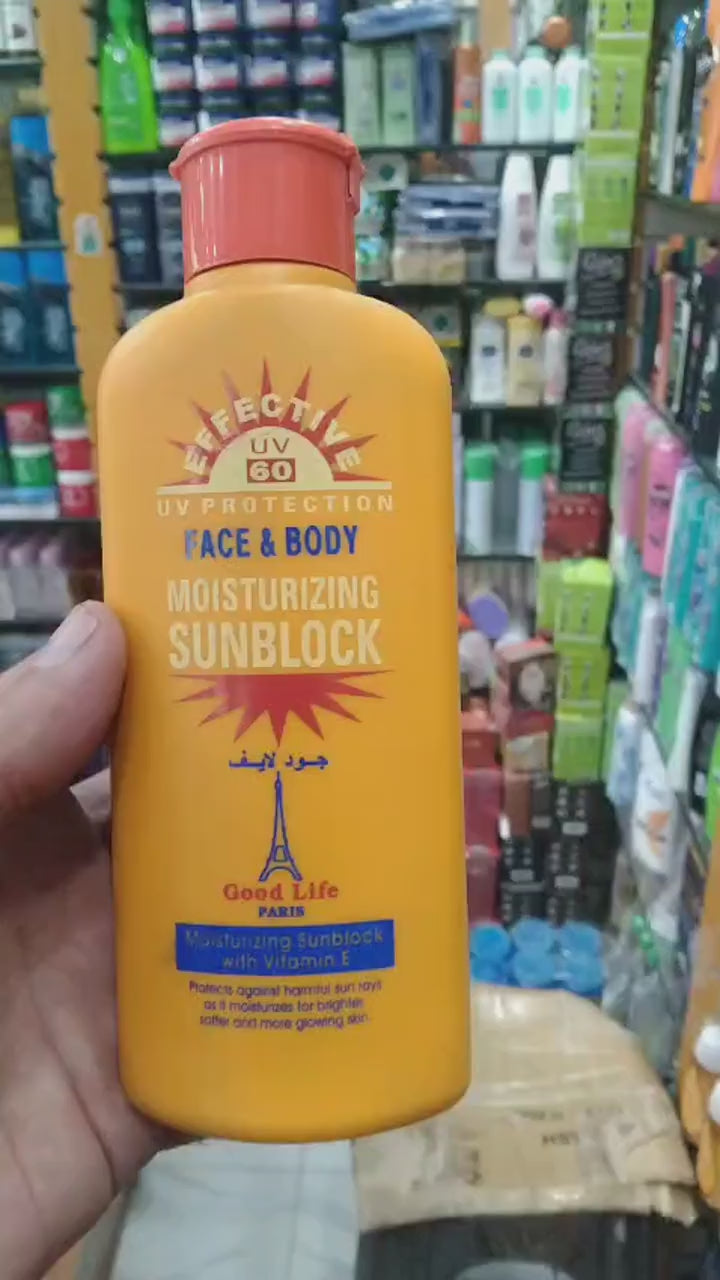 EFFECTIVE
UV
60
UV PROTECTION
FACE & BODY
MOISTURIZING
SUNBLOCK
جود لايف
Good Life
PARIS
Moisturizing Sunblock
with Vitamin E
Protects against harmful sun rays
as it moisturizes for brighter
softer and more glowing skin.